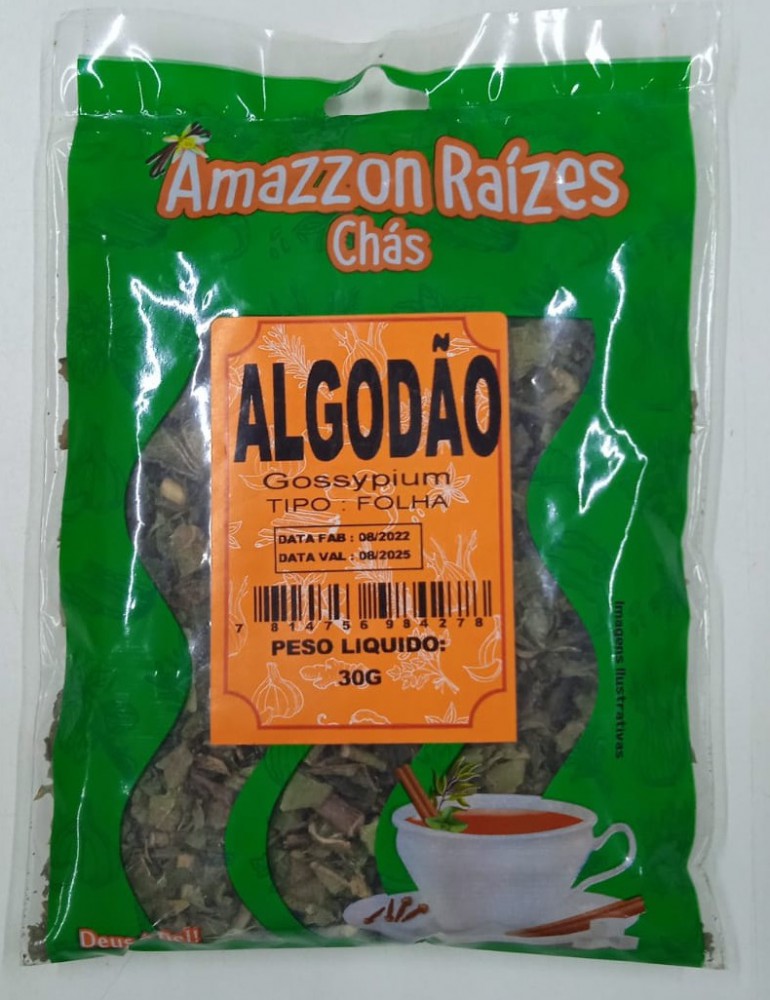 Amazzon Raízes
Chás
ALGODÃO
Gossypium
TIPO : FOLHA
DATA FAB : 08/2022
DATA VAL : 08/2025
7 814756 984278
PESO LIQUIDO:
30G
Imagens Ilustrativas
Deus